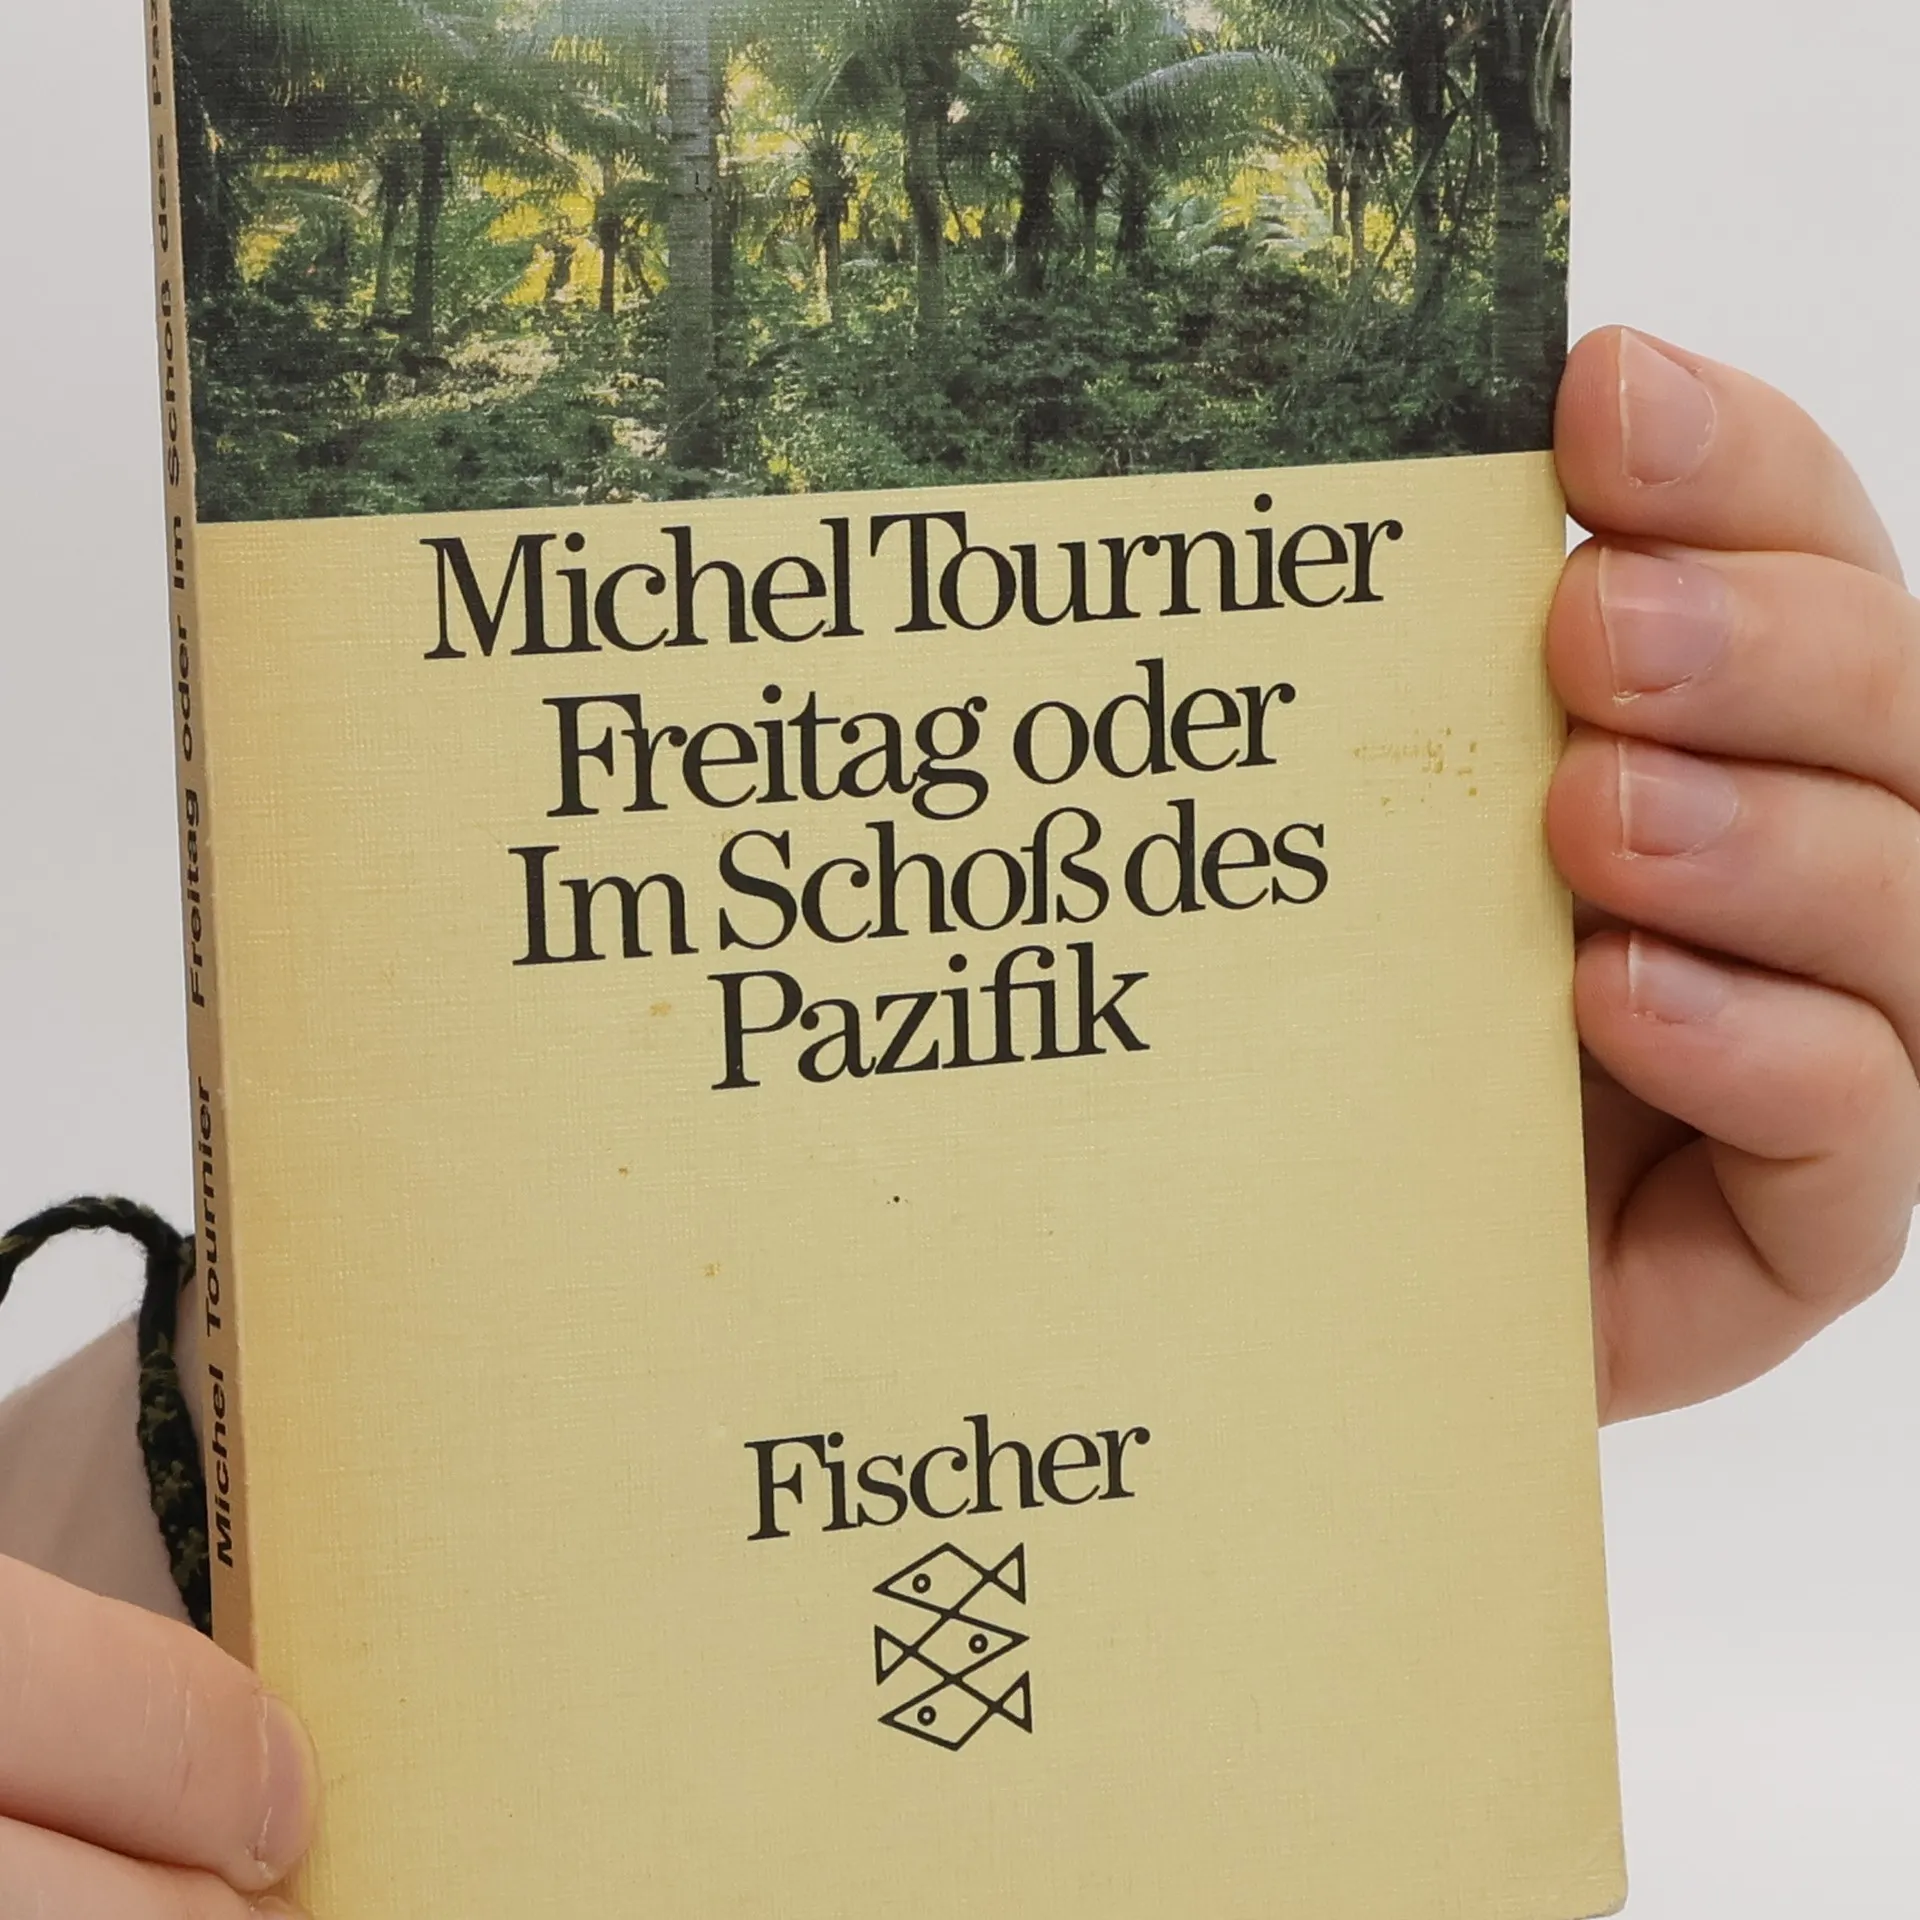 Michel Tournier
Freitag oder
Im Schoß des
Pazifik
Fischer
Michel Tournier Freitag oder Im Schoß des